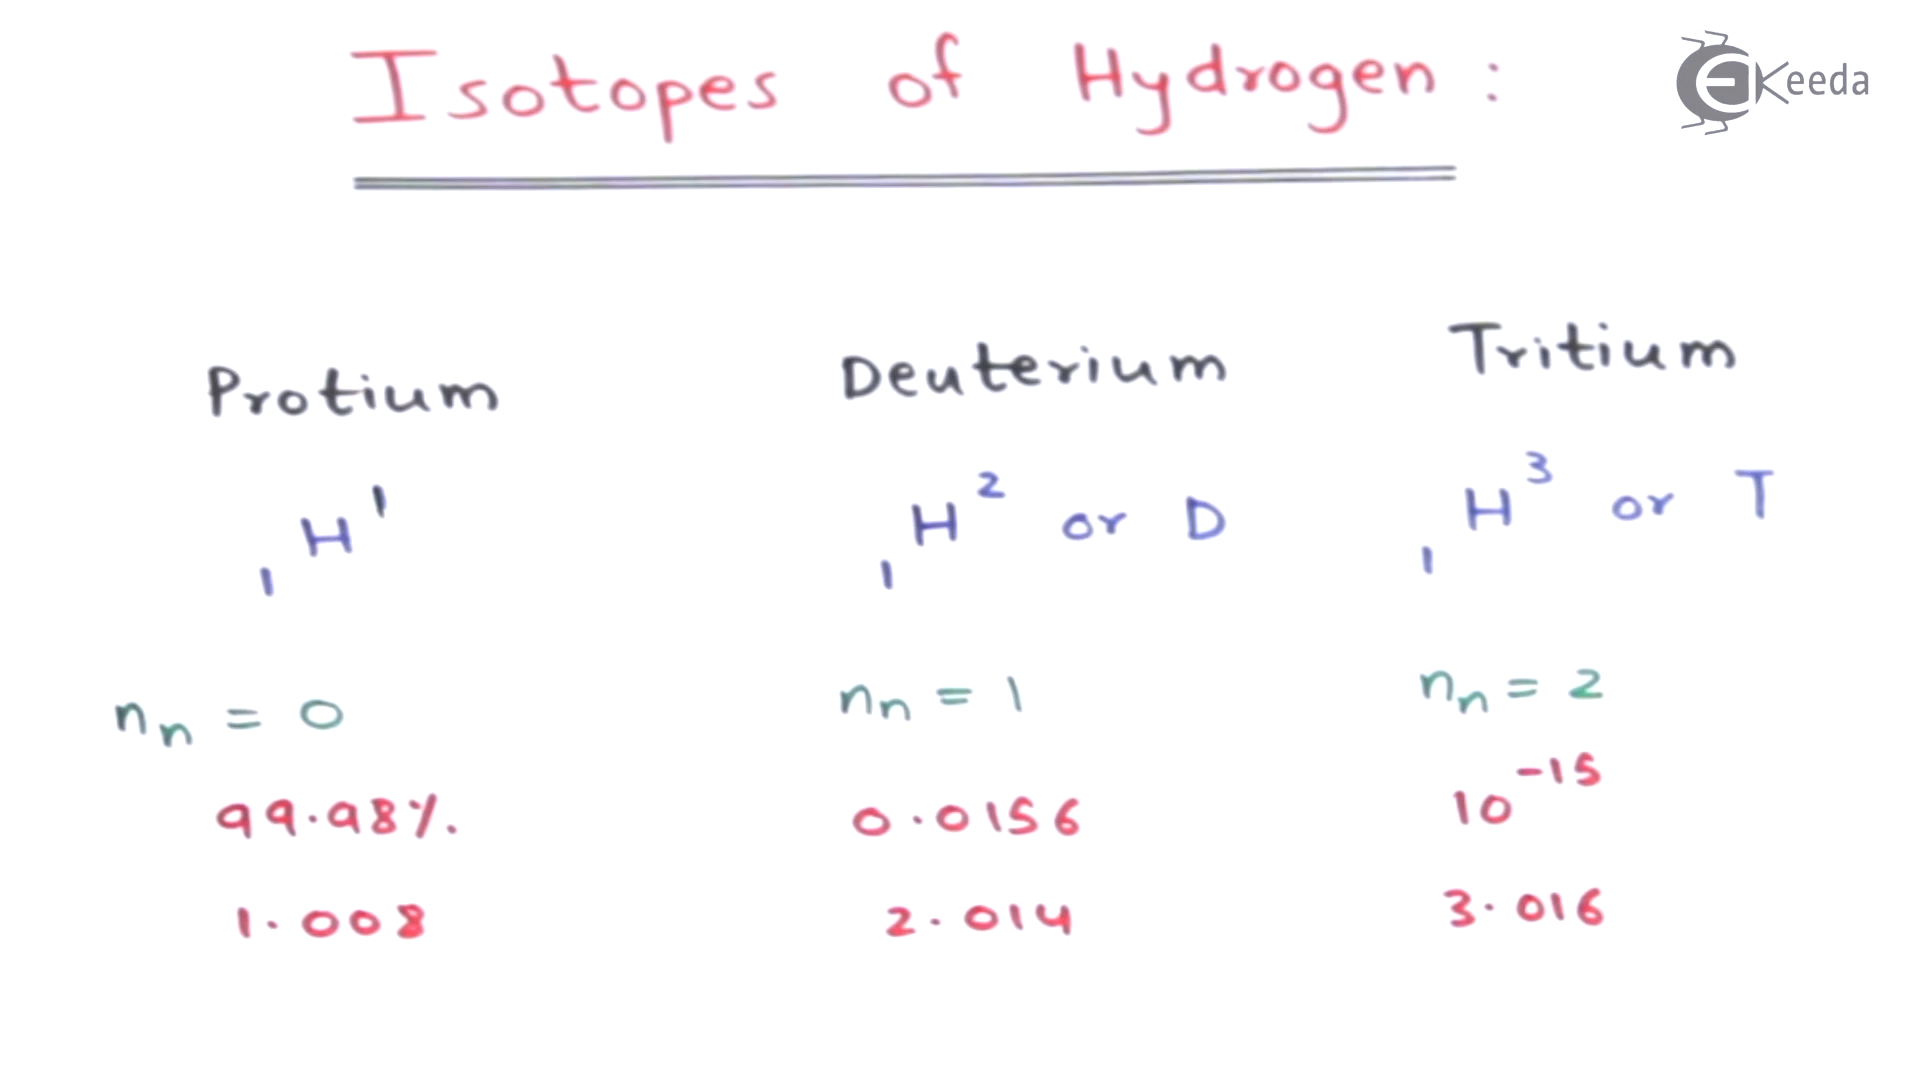 Isotopes of Hydrogen :
EKeeda
Protium Deuterium Tritium
₁H¹ ₁H² or D ₁H³ or T
nₙ = 0 nₙ = 1 nₙ = 2
99.98%. 0.0156 10⁻¹⁵
1.008 2.014 3.016